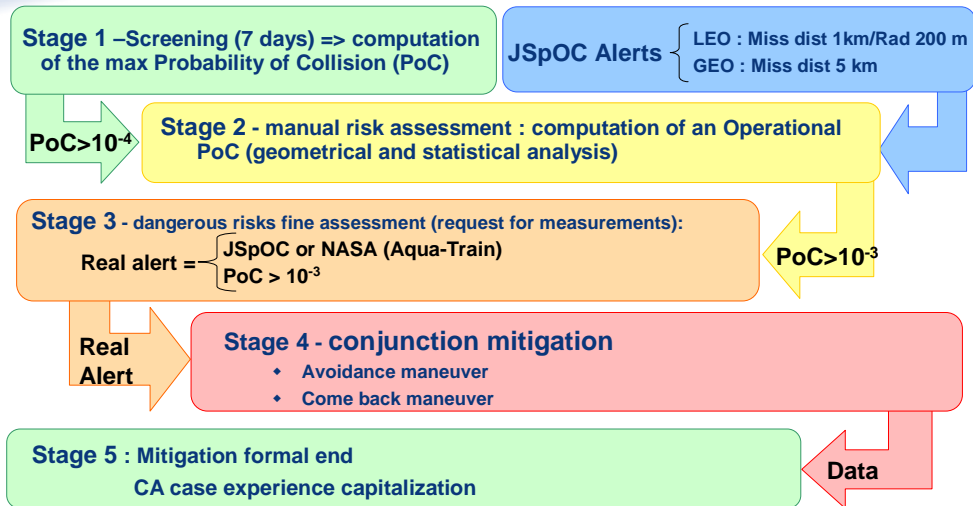 Stage 1 –Screening (7 days) => computation
of the max Probability of Collision (PoC)
JSpOC Alerts
LEO : Miss dist 1km/Rad 200 m
GEO : Miss dist 5 km
PoC>10⁻⁴
Stage 2 - manual risk assessment : computation of an Operational
PoC (geometrical and statistical analysis)
Stage 3 - dangerous risks fine assessment (request for measurements):
Real alert =
JSpOC or NASA (Aqua-Train)
PoC > 10⁻³
PoC>10⁻³
Real
Alert
Stage 4 - conjunction mitigation
◆ Avoidance maneuver
◆ Come back maneuver
Stage 5 : Mitigation formal end
CA case experience capitalization
Data